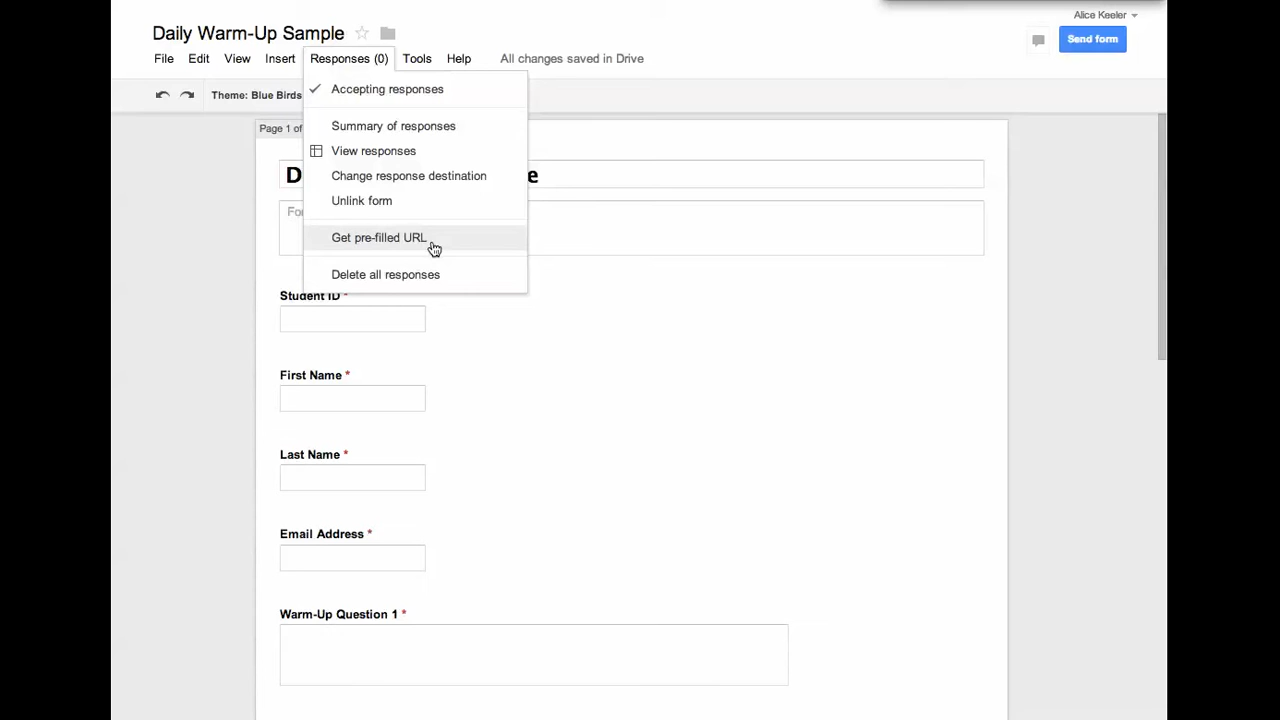 Alice Keeler
Daily Warm-Up Sample
Send form
File Edit View Insert Responses (0) Tools Help All changes saved in Drive
Theme: Blue Birds
Accepting responses
Summary of responses
View responses
Change response destination
Unlink form
Get pre-filled URL
Delete all responses
Page 1 of
D
e
Fo
Student ID *
First Name *
Last Name *
Email Address *
Warm-Up Question 1 *